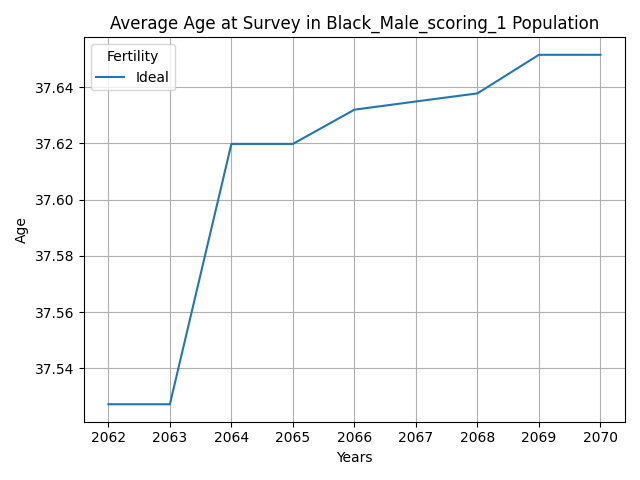 Average Age at Survey in Black_Male_scoring_1 Population
Fertility
Ideal
37.64
37.62
37.60
37.58
37.56
37.54
Age
2062 2063 2064 2065 2066 2067 2068 2069 2070
Years